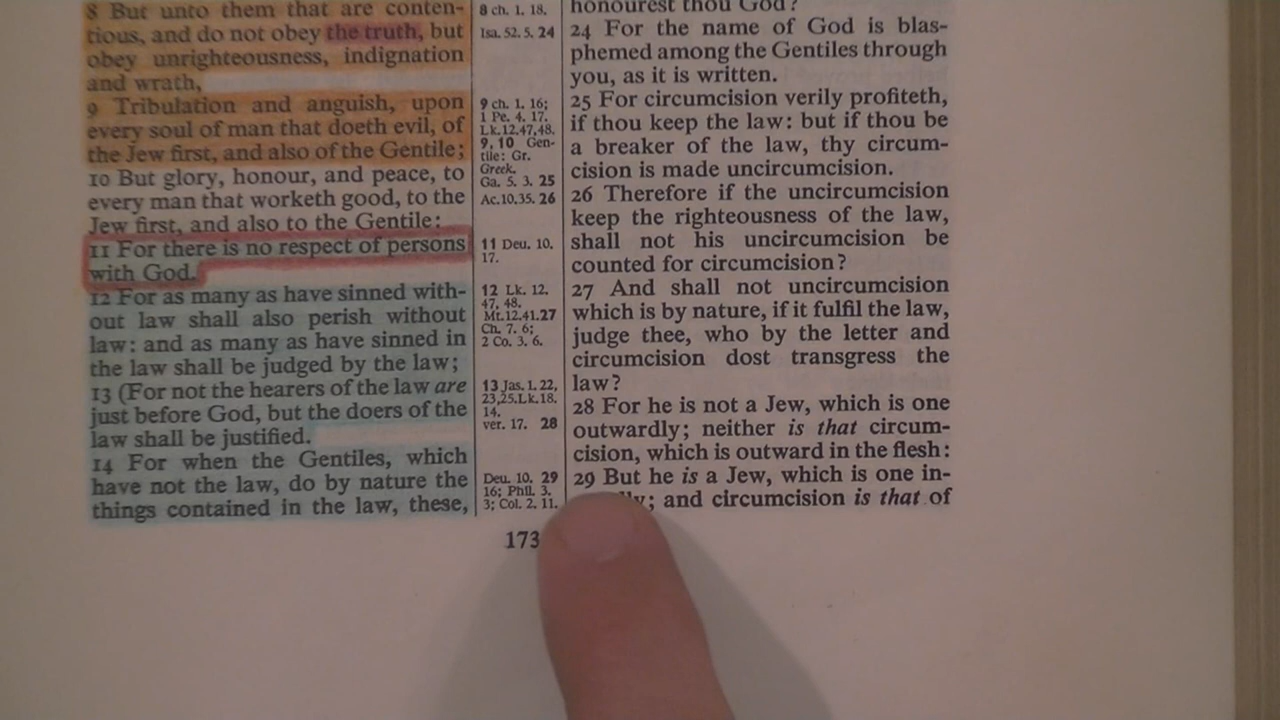 8 But unto them that are conten-
tious, and do not obey the truth, but
obey unrighteousness, indignation
and wrath,
9 Tribulation and anguish, upon
every soul of man that doeth evil, of
the Jew first, and also of the Gentile;
10 But glory, honour, and peace, to
every man that worketh good, to the
Jew first, and also to the Gentile:
11 For there is no respect of persons
with God.
12 For as many as have sinned with-
out law shall also perish without
law: and as many as have sinned in
the law shall be judged by the law;
13 (For not the hearers of the law are
just before God, but the doers of the
law shall be justified.
14 For when the Gentiles, which
have not the law, do by nature the
things contained in the law, these,
8 ch. 1. 18.
Isa. 52. 5. 24
9 ch. 1. 16;
1 Pe. 4. 17.
Lk.12.47,48.
9, 10 Gen-
tile: Gr.
Greek.
Ga. 5. 3. 25
Ac.10.35. 26
11 Deu. 10.
17.
12 Lk. 12.
47, 48.
Mt.12.41.27
Ch. 7. 6;
2 Co. 3. 6.
13 Jas. 1. 22,
23,25.Lk.18.
14.
ver. 17. 28
Deu. 10. 29
16; Phil. 3.
3; Col. 2. 11.
honourest thou God?
24 For the name of God is blas-
phemed among the Gentiles through
you, as it is written.
25 For circumcision verily profiteth,
if thou keep the law: but if thou be
a breaker of the law, thy circum-
cision is made uncircumcision.
26 Therefore if the uncircumcision
keep the righteousness of the law,
shall not his uncircumcision be
counted for circumcision?
27 And shall not uncircumcision
which is by nature, if it fulfil the law,
judge thee, who by the letter and
circumcision dost transgress the
law?
28 For he is not a Jew, which is one
outwardly; neither is that circum-
cision, which is outward in the flesh:
29 But he is a Jew, which is one in-
and circumcision is that of
173